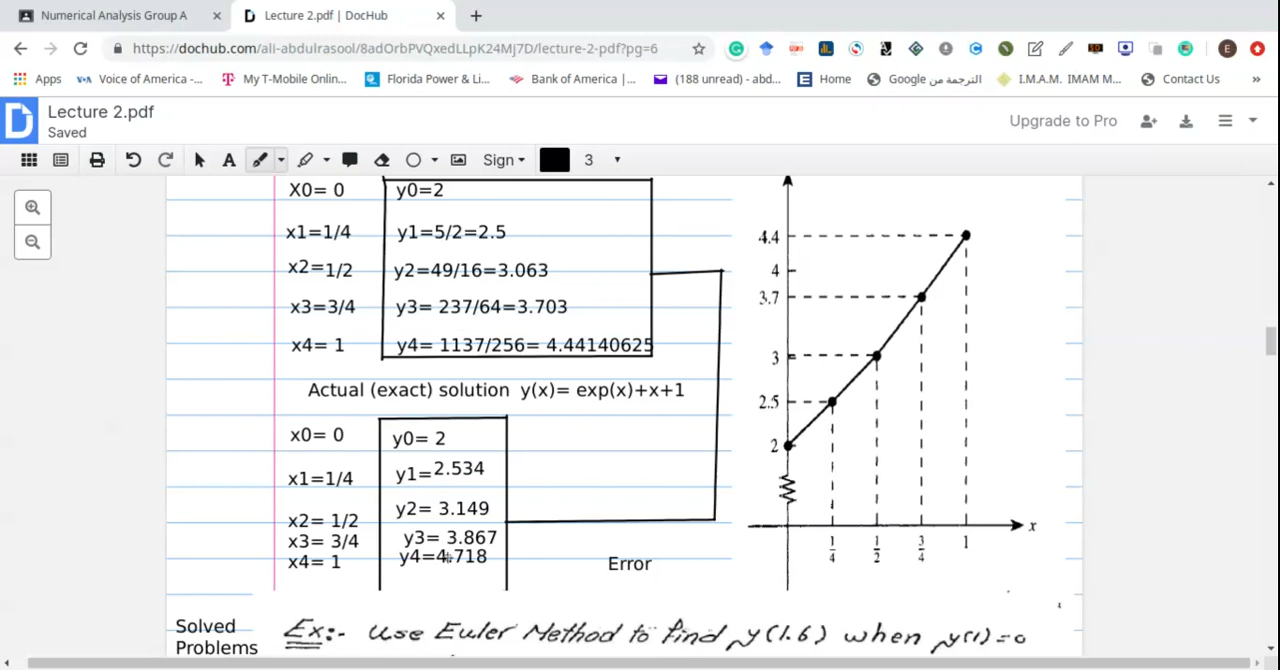 Numerical Analysis Group A
Lecture 2.pdf | DocHub
https://dochub.com/ali-abdulrasool/8adOrbPVQxedLLpK24Mj7D/lecture-2-pdf?pg=6
E
Apps
VOA Voice of America -...
My T-Mobile Onlin...
Florida Power & Li...
Bank of America |...
(188 unread) - abd...
Home
Google الترجمة من
I.M.A.M. IMAM M...
Contact Us
»
Lecture 2.pdf
Saved
Upgrade to Pro
A
Sign
3
X0= 0
y0=2
x1=1/4
y1=5/2=2.5
x2=1/2
y2=49/16=3.063
x3=3/4
y3= 237/64=3.703
x4= 1
y4= 1137/256= 4.44140625
Actual (exact) solution y(x)= exp(x)+x+1
x0= 0
y0= 2
x1=1/4
y1=2.534
x2= 1/2
y2= 3.149
x3= 3/4
y3= 3.867
x4= 1
y4=4.718
Error
4.4
4
3.7
3
2.5
2
x
1/4
1/2
3/4
1
Solved
Problems
Ex:- Use Euler Method to find y(1.6) when y(1)=0